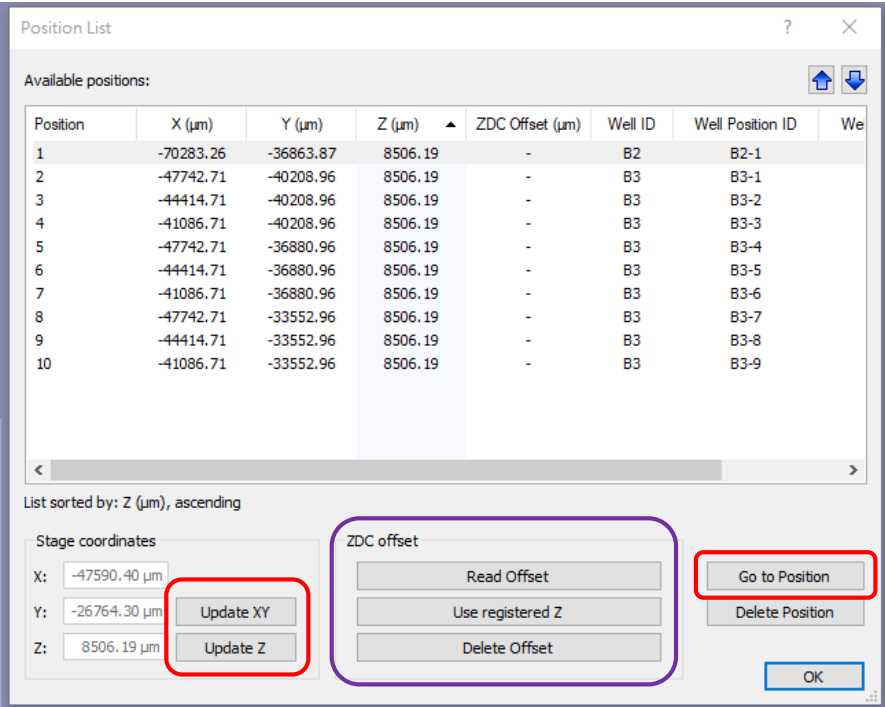 Position List ?
Available positions:
Position X (µm) Y (µm) Z (µm) ZDC Offset (µm) Well ID Well Position ID We
1 -70283.26 -36863.87 8506.19 - B2 B2-1
2 -47742.71 -40208.96 8506.19 - B3 B3-1
3 -44414.71 -40208.96 8506.19 - B3 B3-2
4 -41086.71 -40208.96 8506.19 - B3 B3-3
5 -47742.71 -36880.96 8506.19 - B3 B3-4
6 -44414.71 -36880.96 8506.19 - B3 B3-5
7 -41086.71 -36880.96 8506.19 - B3 B3-6
8 -47742.71 -33552.96 8506.19 - B3 B3-7
9 -44414.71 -33552.96 8506.19 - B3 B3-8
10 -41086.71 -33552.96 8506.19 - B3 B3-9
List sorted by: Z (µm), ascending
Stage coordinates
X: -47590.40 µm
Y: -26764.30 µm Update XY
Z: 8506.19 µm Update Z
ZDC offset
Read Offset
Use registered Z
Delete Offset
Go to Position
Delete Position
OK